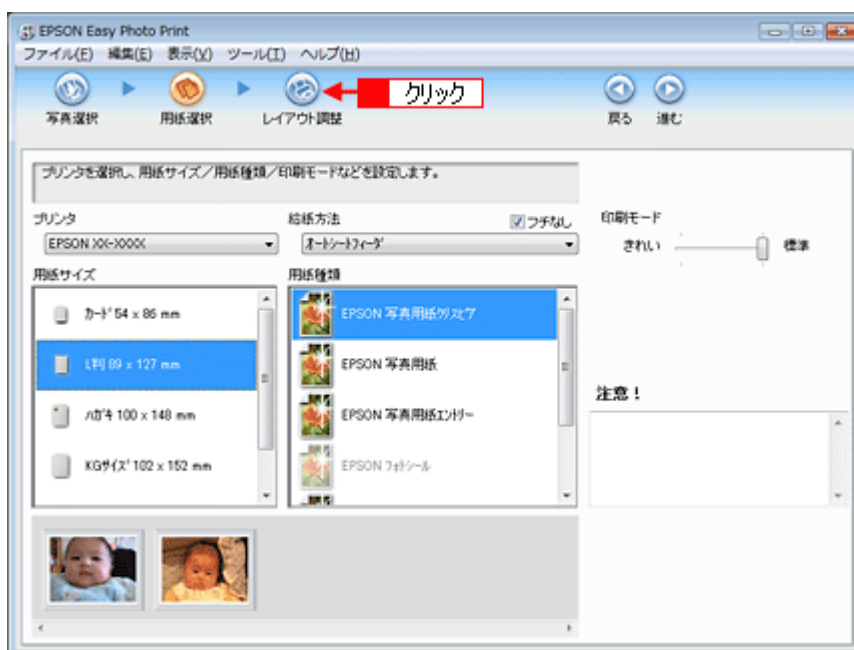 EPSON Easy Photo Print
ファイル(F) 編集(E) 表示(V) ツール(T) ヘルプ(H)
クリック
写真選択 用紙選択 レイアウト調整 戻る 進む
プリンタを選択し、用紙サイズ/用紙種類/印刷モードなどを設定します。
プリンタ 給紙方法 フチなし 印刷モード
EPSON XX-XXXX オートシートフィーダ きれい 標準
用紙サイズ 用紙種類
カード 54 x 86 mm EPSON 写真用紙クリスピア
L判 89 x 127 mm EPSON 写真用紙
注意!
ハガキ 100 x 148 mm EPSON 写真用紙エントリー
KGサイズ 102 x 152 mm EPSON フォトシール